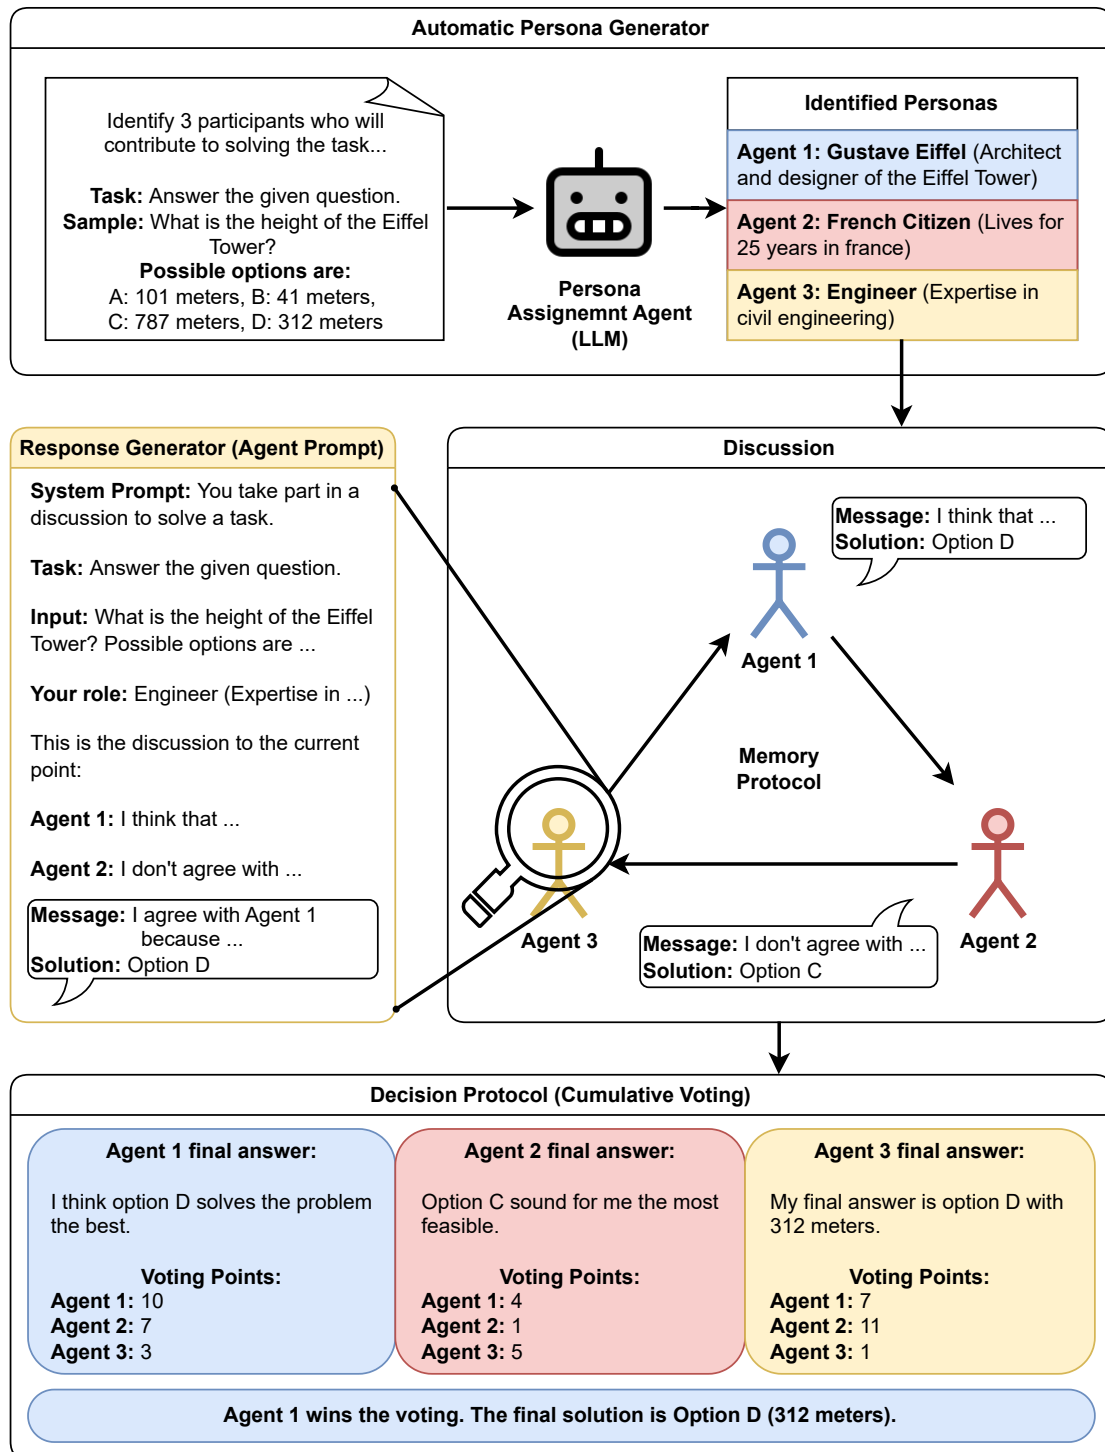 Automatic Persona Generator
Identify 3 participants who will
contribute to solving the task...
Task: Answer the given question.
Sample: What is the height of the Eiffel
Tower?
Possible options are:
A: 101 meters, B: 41 meters,
C: 787 meters, D: 312 meters
Persona
Assignemnt Agent
(LLM)
Identified Personas
Agent 1: Gustave Eiffel (Architect
and designer of the Eiffel Tower)
Agent 2: French Citizen (Lives for
25 years in france)
Agent 3: Engineer (Expertise in
civil engineering)
Response Generator (Agent Prompt)
System Prompt: You take part in a
discussion to solve a task.
Task: Answer the given question.
Input: What is the height of the Eiffel
Tower? Possible options are ...
Your role: Engineer (Expertise in ...)
This is the discussion to the current
point:
Agent 1: I think that ...
Agent 2: I don't agree with ...
Message: I agree with Agent 1
because ...
Solution: Option D
Discussion
Message: I think that ...
Solution: Option D
Agent 1
Memory
Protocol
Agent 3
Agent 2
Message: I don't agree with ...
Solution: Option C
Decision Protocol (Cumulative Voting)
Agent 1 final answer:
I think option D solves the problem
the best.
Voting Points:
Agent 1: 10
Agent 2: 7
Agent 3: 3
Agent 2 final answer:
Option C sound for me the most
feasible.
Voting Points:
Agent 1: 4
Agent 2: 1
Agent 3: 5
Agent 3 final answer:
My final answer is option D with
312 meters.
Voting Points:
Agent 1: 7
Agent 2: 11
Agent 3: 1
Agent 1 wins the voting. The final solution is Option D (312 meters).